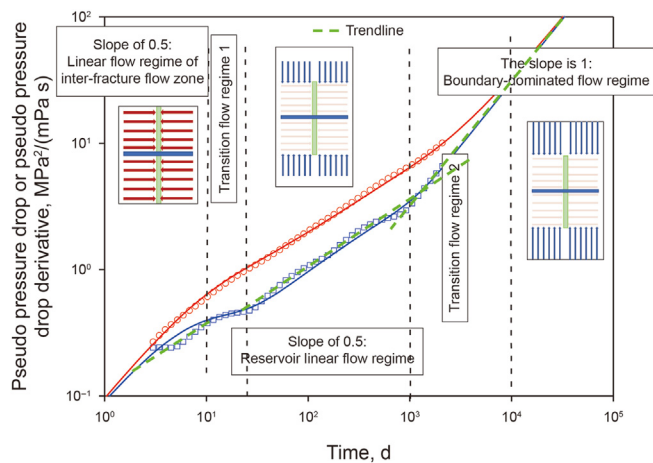 10²
10¹
10⁰
10⁻¹
Pseudo pressure drop or pseudo pressure
drop derivative, MPa²/(mPa s)
Slope of 0.5:
Linear flow regime of
inter-fracture flow zone
Transition flow regime 1
Trendline
The slope is 1:
Boundary-dominated flow regime
Transition flow regime 2
Slope of 0.5:
Reservoir linear flow regime
10⁰
10¹
10²
10³
10⁴
10⁵
Time, d